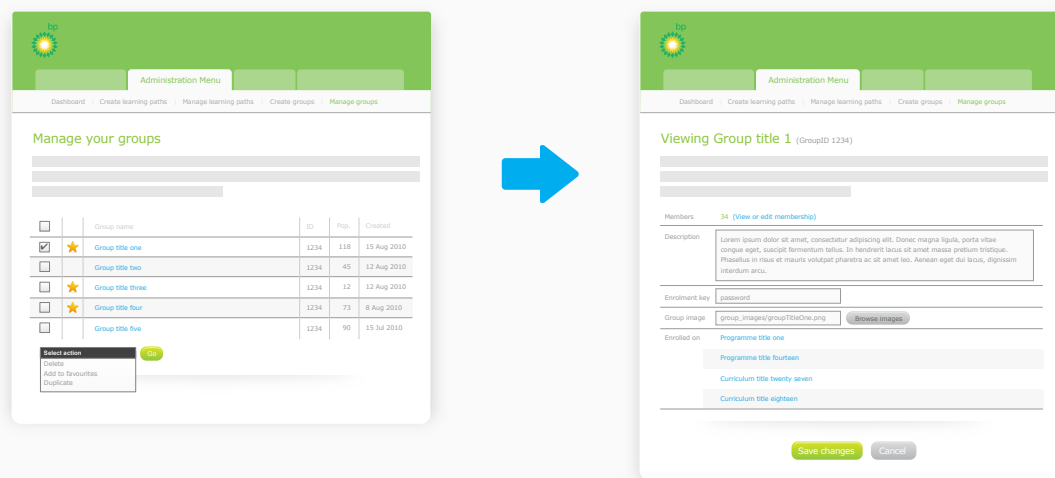 bp
Administration Menu
Dashboard | Create learning paths | Manage learning paths | Create groups | Manage groups
Manage your groups
Group name ID Pop. Created
Group title one 1234 118 15 Aug 2010
Group title two 1234 45 12 Aug 2010
Group title three 1234 12 12 Aug 2010
Group title four 1234 73 8 Aug 2010
Group title five 1234 90 15 Jul 2010
Select action Go
Delete
Add to favourites
Duplicate
bp
Administration Menu
Dashboard | Create learning paths | Manage learning paths | Create groups | Manage groups
Viewing Group title 1 (GroupID 1234)
Members 34 (View or edit membership)
Description Lorem ipsum dolor sit amet, consectetur adipiscing elit. Donec magna ligula, porta vitae
congue eget, suscipit fermentum tellus. In hendrerit lacus sit amet massa pretium tristique.
Phasellus in risus et mauris volutpat pharetra ac sit amet leo. Aenean eget dui lacus, dignissim
interdum arcu.
Enrolment key password
Group image group_images/groupTitleOne.png Browse images
Enrolled on Programme title one
Programme title fourteen
Curriculum title twenty seven
Curriculum title eighteen
Save changes Cancel